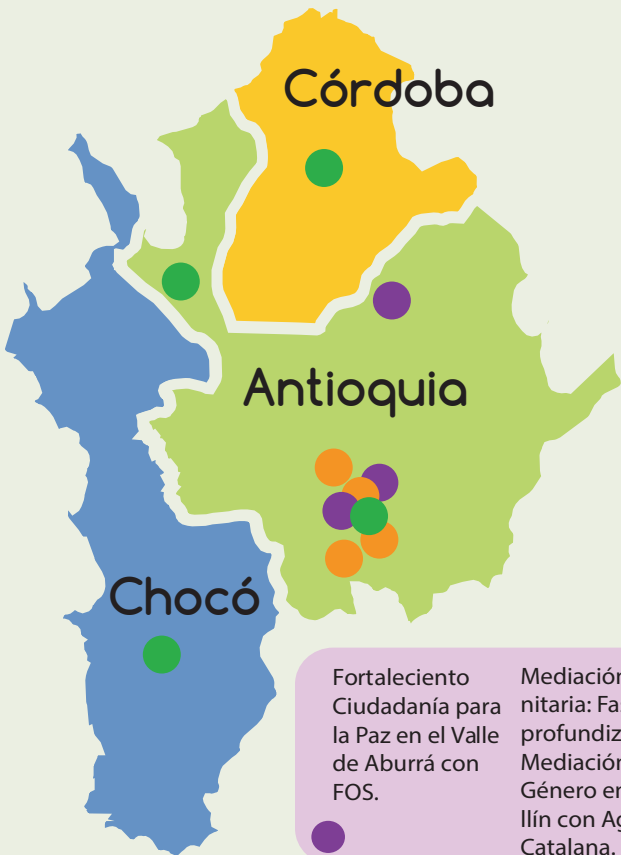 Córdoba
Antioquia
Chocó
Fortaleciento
Ciudadanía para
la Paz en el Valle
de Aburrá con
FOS.
Mediación
nitaria: Fas
profundiz
Mediación
Género en
llín con Ag
Catalana.